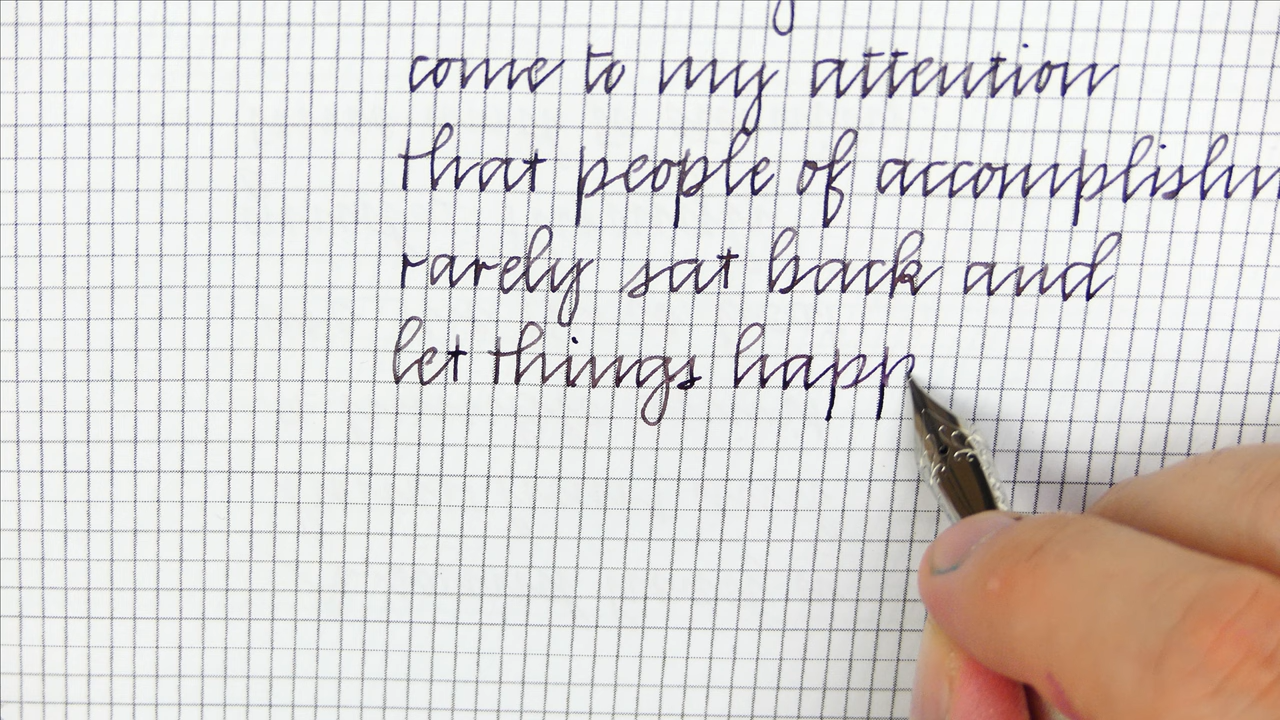 come to my attention
that people of accomplishm
rarely sat back and
let things happ